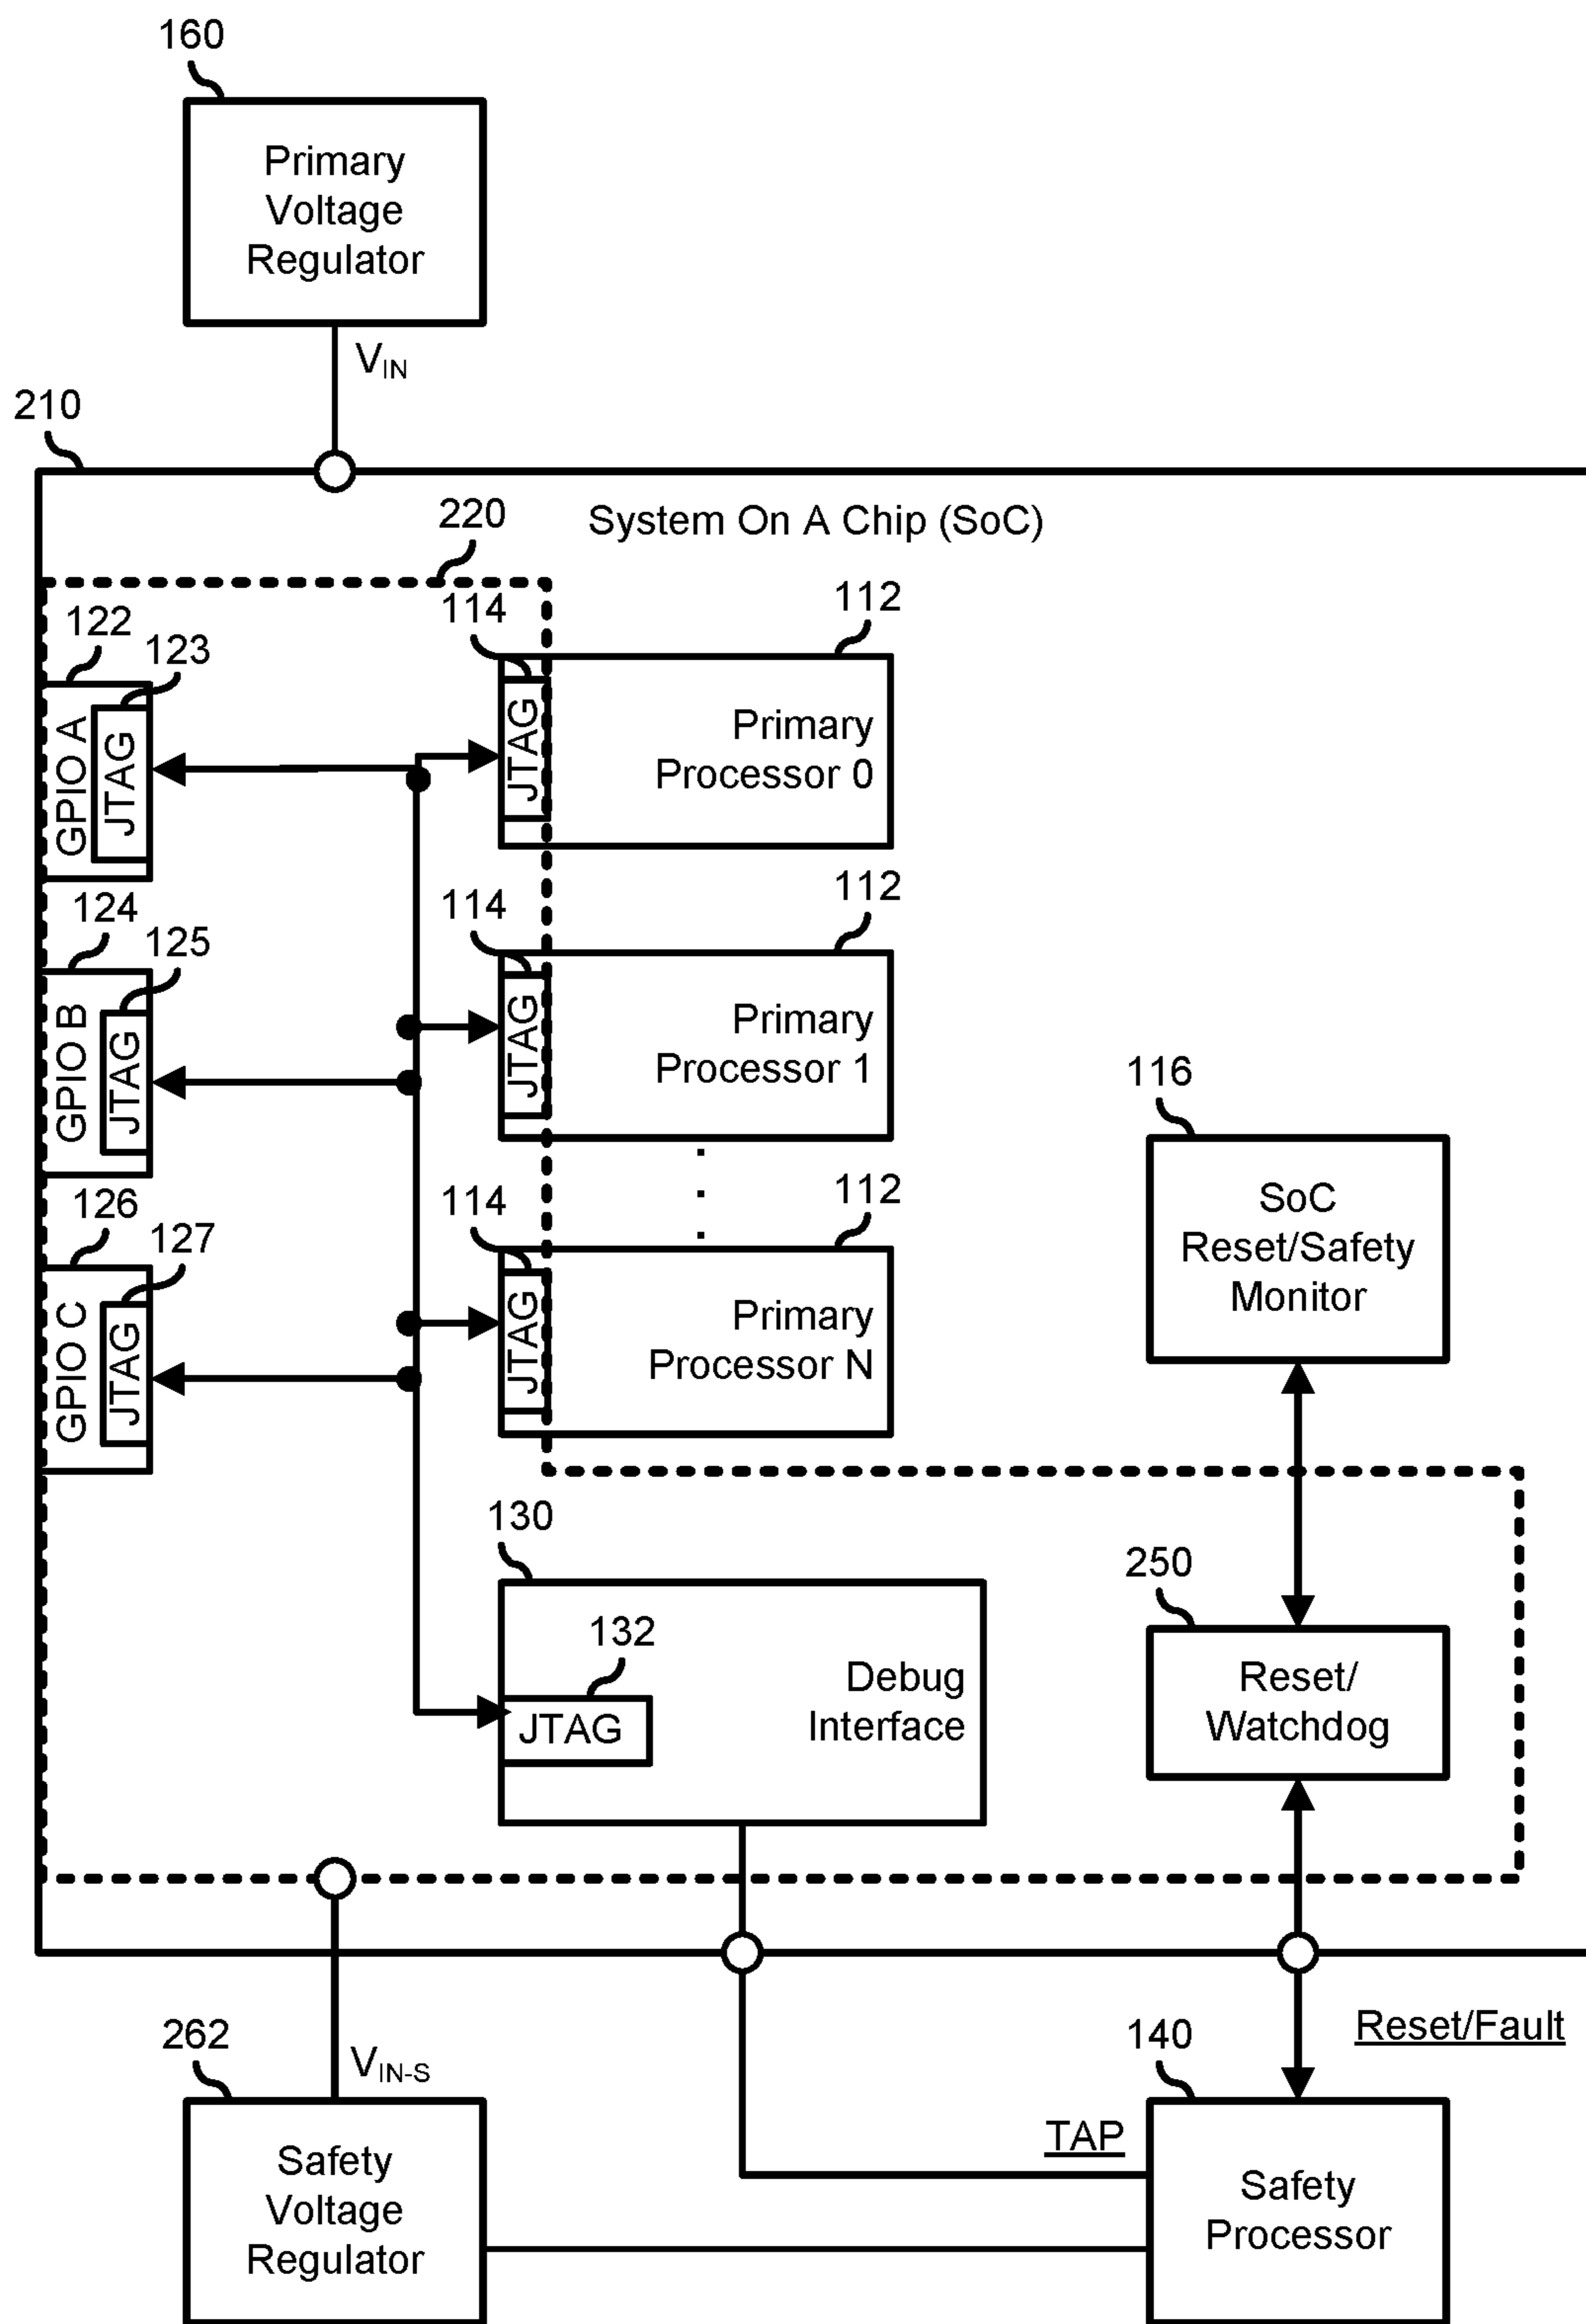 160
Primary
Voltage
Regulator
VIN
210
System On A Chip (SoC)
220
122
123
GPIO A
JTAG
114
JTAG
112
Primary
Processor 0
124
125
GPIO B
JTAG
114
JTAG
112
Primary
Processor 1
126
127
GPIO C
JTAG
114
JTAG
112
Primary
Processor N
116
SoC
Reset/Safety
Monitor
130
132
JTAG
Debug
Interface
250
Reset/
Watchdog
262
VIN-S
Safety
Voltage
Regulator
TAP
140
Reset/Fault
Safety
Processor